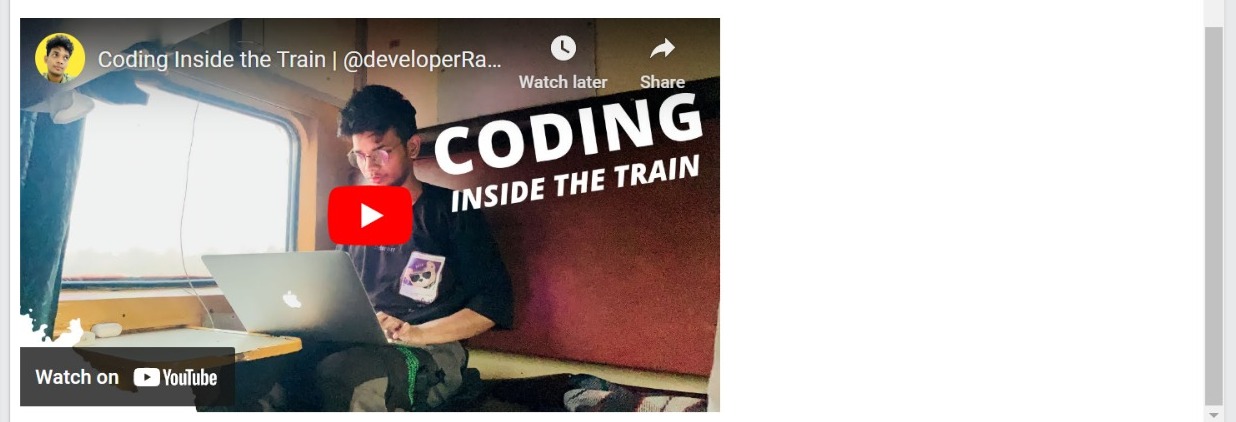 Coding Inside the Train | @developerRa...
Watch later
Share
CODING
INSIDE THE TRAIN
Watch on YouTube